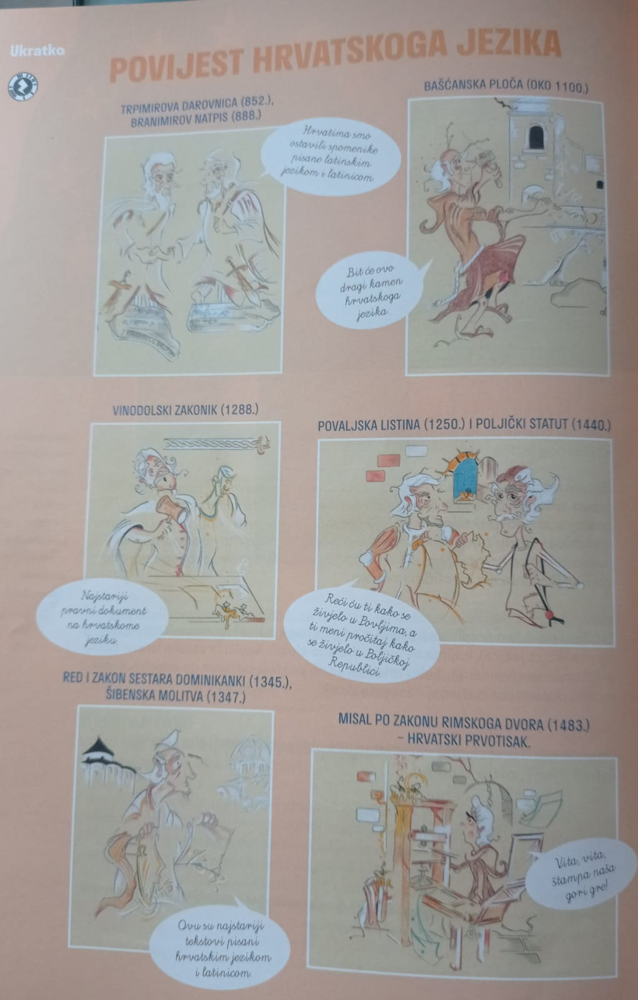 Ukratko
POVIJEST HRVATSKOGA JEZIKA
TRPIMIROVA DAROVNICA (852.),
BRANIMIROV NATPIS (888.)
Hrvatima smo
ostavili spomenike
pisane latinskim
jezikom i latinicom.
BAŠĆANSKA PLOČA (OKO 1100.)
Bit će ovo
dragi kamen
hrvatskoga
jezika.
VINODOLSKI ZAKONIK (1288.)
Najstariji
pravni dokument
na hrvatskome
jeziku.
POVALJSKA LISTINA (1250.) I POLJIČKI STATUT (1440.)
Reći ću ti kako se
živjelo u Povljima, a
ti meni pročitaj kako
se živjelo u Poljičkoj
Republici.
RED I ZAKON SESTARA DOMINIKANKI (1345.),
ŠIBENSKA MOLITVA (1347.)
Ovu su najstariji
tekstovi pisani
hrvatskim jezikom
i latinicom.
MISAL PO ZAKONU RIMSKOGA DVORA (1483.)
– HRVATSKI PRVOTISAK.
Vita, vita,
štampa naša
gori gre!